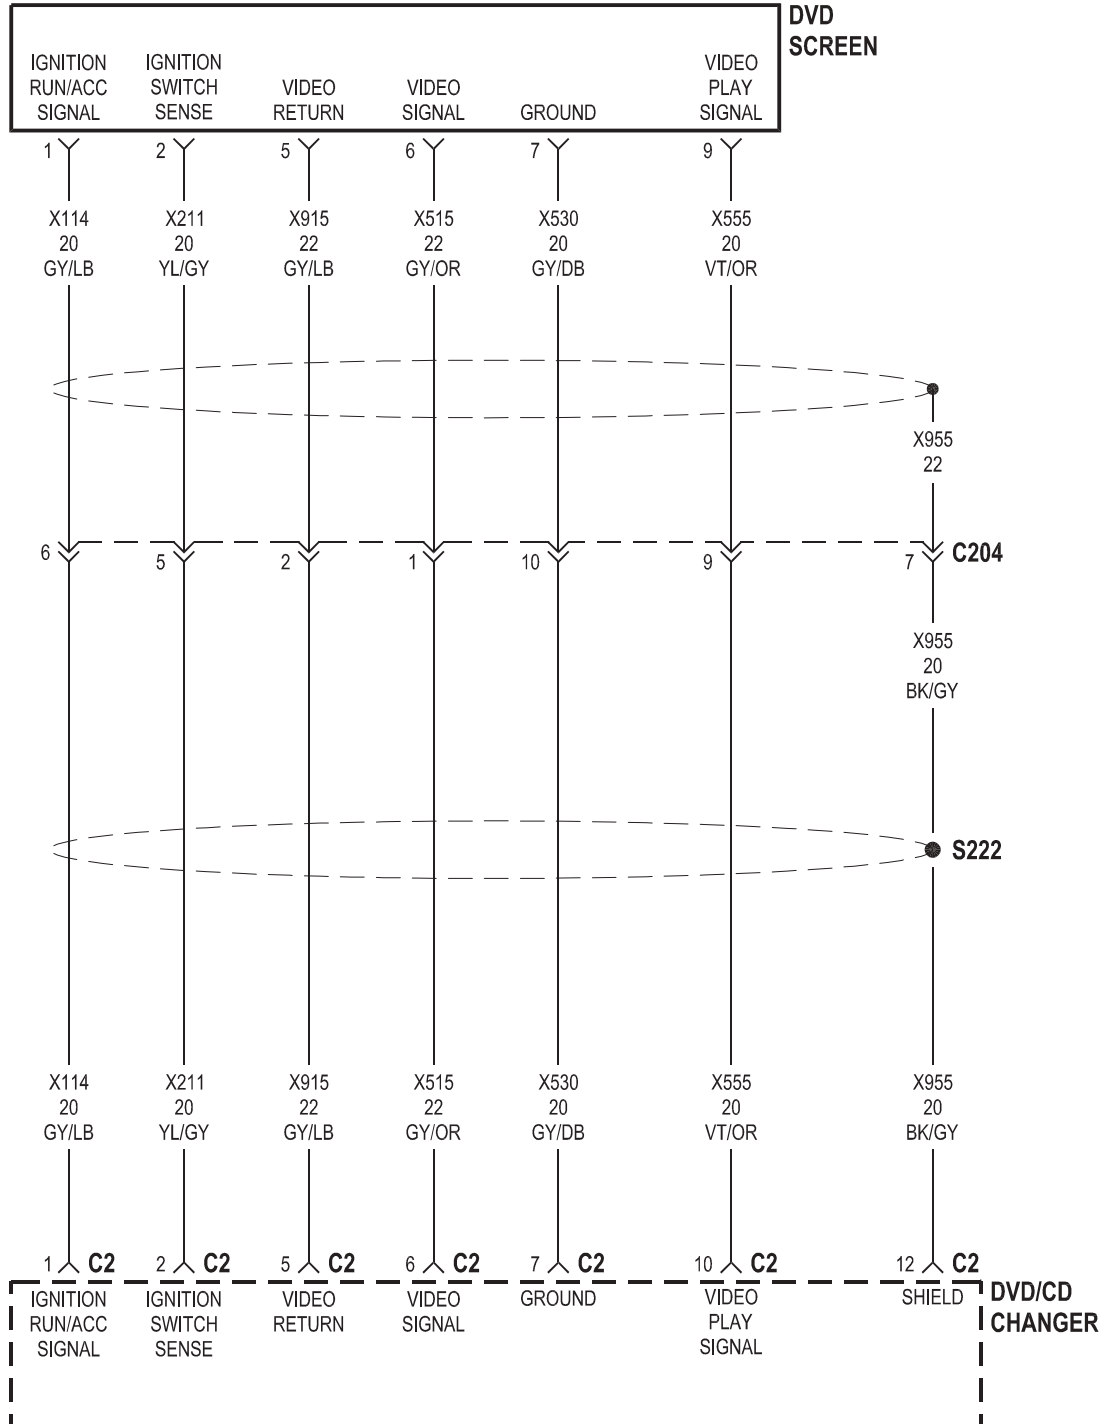 DVD
SCREEN
IGNITION
RUN/ACC
SIGNAL
IGNITION
SWITCH
SENSE
VIDEO
RETURN
VIDEO
SIGNAL
GROUND
VIDEO
PLAY
SIGNAL
1
2
5
6
7
9
X114
20
GY/LB
X211
20
YL/GY
X915
22
GY/LB
X515
22
GY/OR
X530
20
GY/DB
X555
20
VT/OR
X955
22
6
5
2
1
10
9
7
C204
X955
20
BK/GY
S222
X114
20
GY/LB
X211
20
YL/GY
X915
22
GY/LB
X515
22
GY/OR
X530
20
GY/DB
X555
20
VT/OR
X955
20
BK/GY
1 C2
2 C2
5 C2
6 C2
7 C2
10 C2
12 C2
IGNITION
RUN/ACC
SIGNAL
IGNITION
SWITCH
SENSE
VIDEO
RETURN
VIDEO
SIGNAL
GROUND
VIDEO
PLAY
SIGNAL
SHIELD
DVD/CD
CHANGER